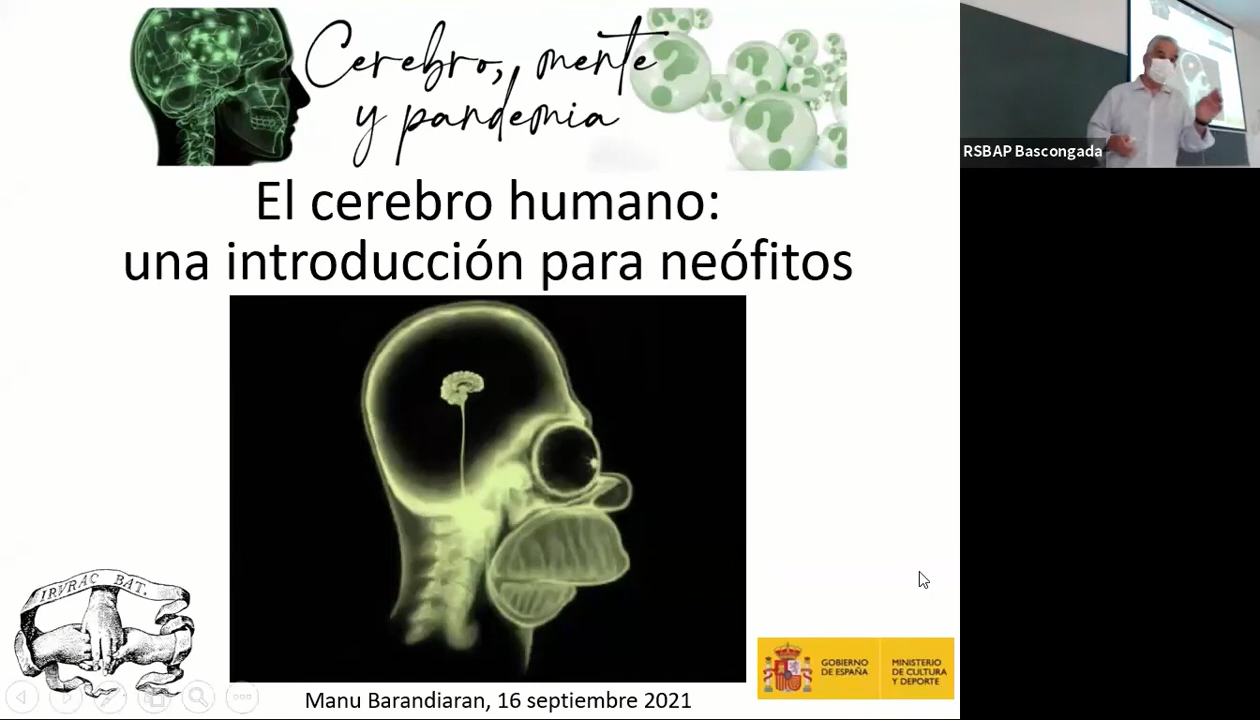 Cerebro, mente
y pandemia
RSBAP Bascongada
El cerebro humano:
una introducción para neófitos
IRVRAC BAT.
GOBIERNO
DE ESPAÑA
MINISTERIO
DE CULTURA
Y DEPORTE
Manu Barandiaran, 16 septiembre 2021